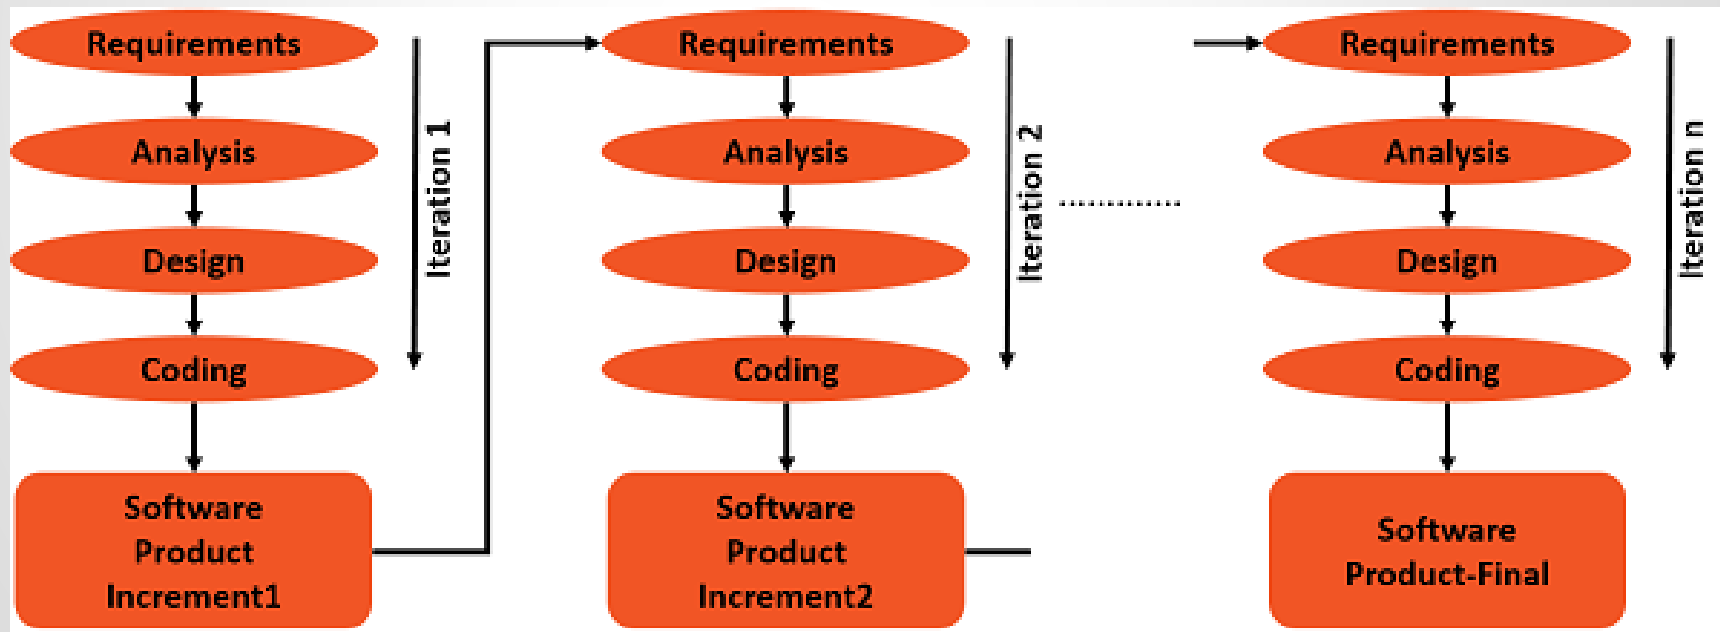 Requirements
Analysis
Design
Coding
Software
Product
Increment1
Iteration 1
Requirements
Analysis
Design
Coding
Software
Product
Increment2
Iteration 2
Requirements
Analysis
Design
Coding
Software
Product-Final
Iteration n